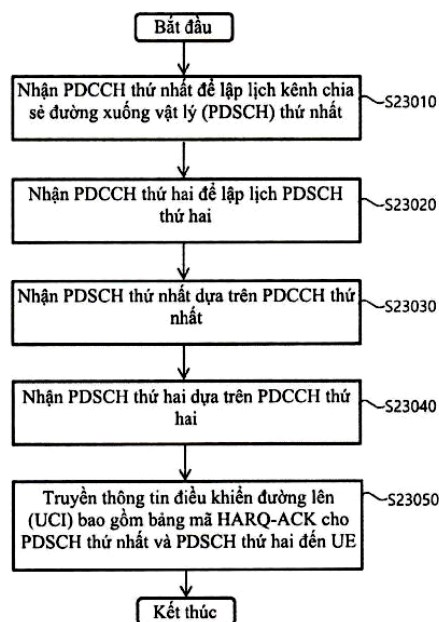 Bắt đầu
Nhận PDCCH thứ nhất để lập lịch kênh chia
sẻ đường xuống vật lý (PDSCH) thứ nhất
S23010
Nhận PDCCH thứ hai để lập lịch PDSCH
thứ hai
S23020
Nhận PDSCH thứ nhất dựa trên PDCCH thứ
nhất
S23030
Nhận PDSCH thứ hai dựa trên PDCCH thứ
hai
S23040
Truyền thông tin điều khiển đường lên
(UCI) bao gồm bảng mã HARQ-ACK cho
PDSCH thứ nhất và PDSCH thứ hai đến UE
S23050
Kết thúc